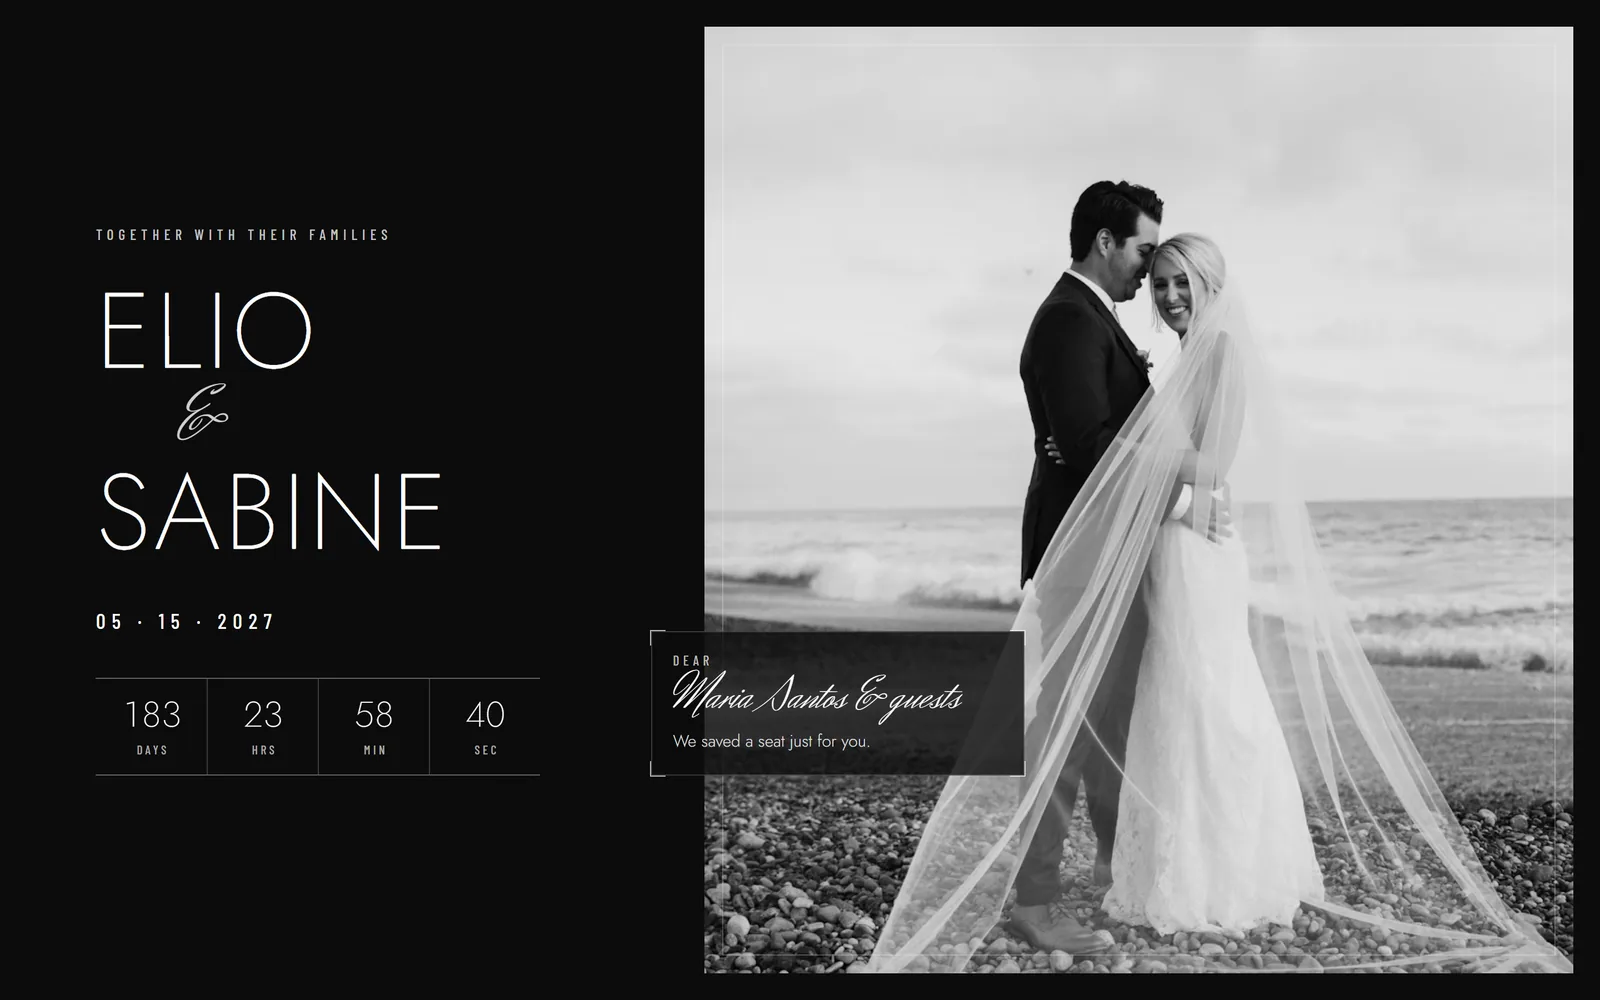 TOGETHER WITH THEIR FAMILIES
ELIO
&
SABINE
05 · 15 · 2027
183 23 58 40
DAYS HRS MIN SEC
DEAR
Maria Santos & guests
We saved a seat just for you.